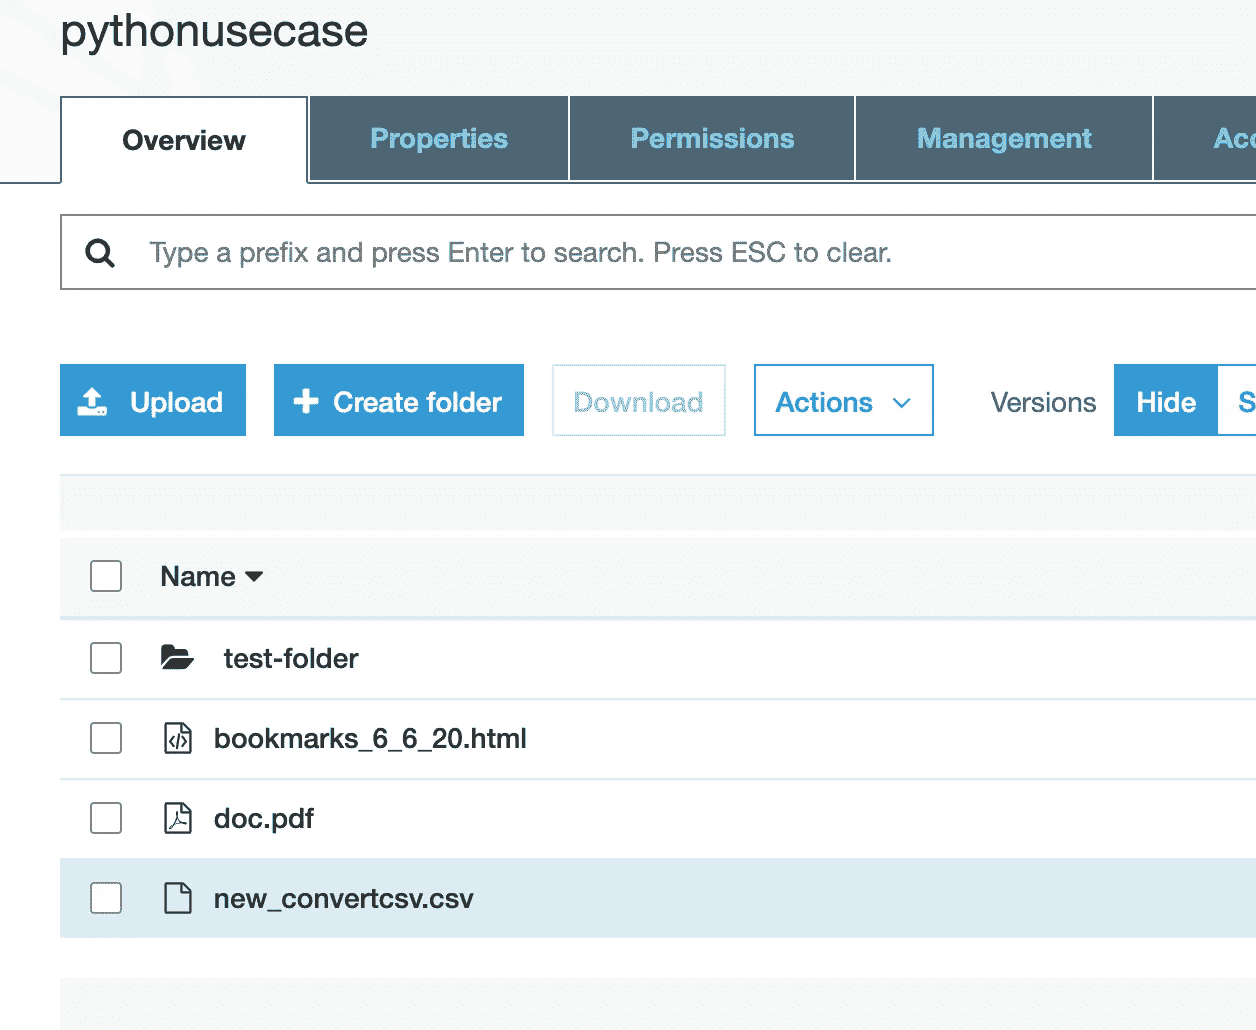 pythonusecase
Overview Properties Permissions Management
Type a prefix and press Enter to search. Press ESC to clear.
Upload Create folder Download Actions Versions Hide
Name
test-folder
bookmarks_6_6_20.html
doc.pdf
new_convertcsv.csv